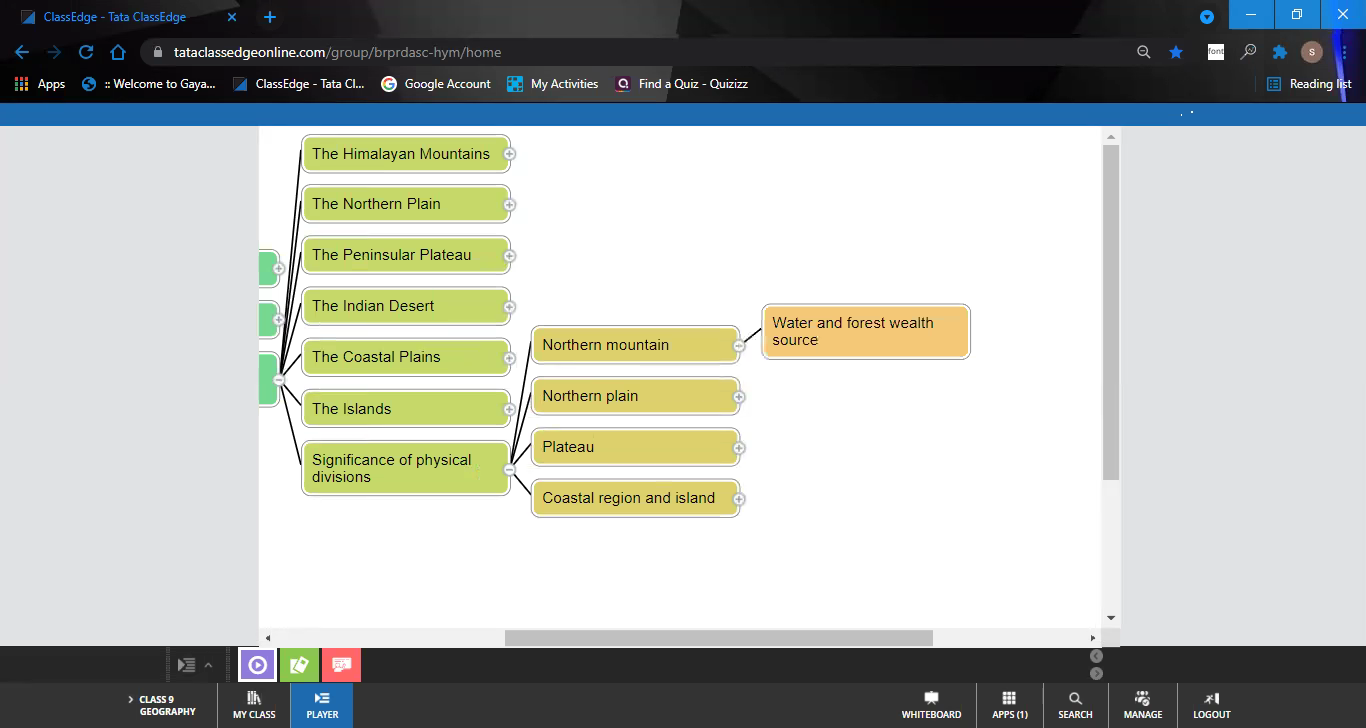 ClassEdge - Tata ClassEdge
tataclassedgeonline.com/group/brprdasc-hym/home
font
S
Apps
:: Welcome to Gaya...
ClassEdge - Tata Cl...
Google Account
My Activities
Find a Quiz - Quizizz
Reading list
The Himalayan Mountains
The Northern Plain
The Peninsular Plateau
The Indian Desert
The Coastal Plains
The Islands
Significance of physical
divisions
Northern mountain
Northern plain
Plateau
Coastal region and island
Water and forest wealth
source
CLASS 9
GEOGRAPHY
MY CLASS
PLAYER
WHITEBOARD
APPS (1)
SEARCH
MANAGE
LOGOUT